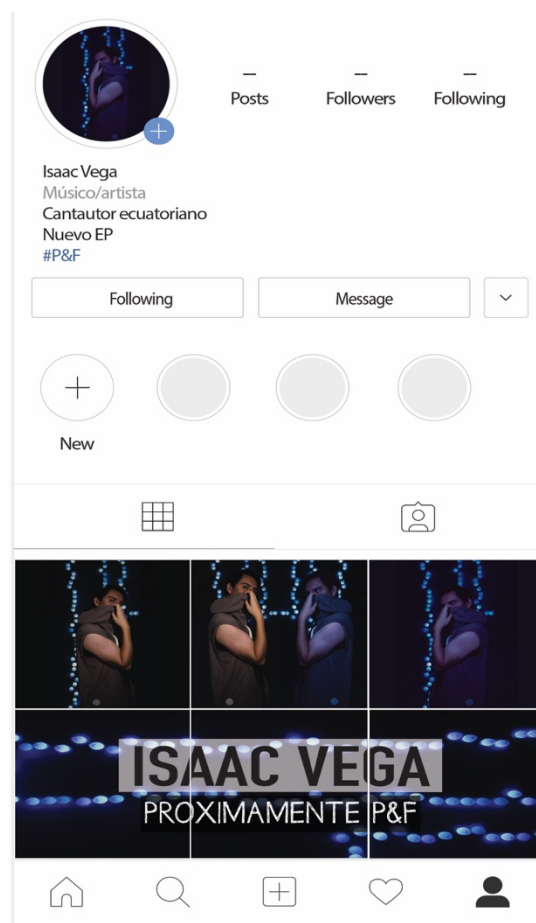 -- -- --
Posts Followers Following
Isaac Vega
Músico/artista
Cantautor ecuatoriano
Nuevo EP
#P&F
Following Message
New
ISAAC VEGA
PROXIMAMENTE P&F